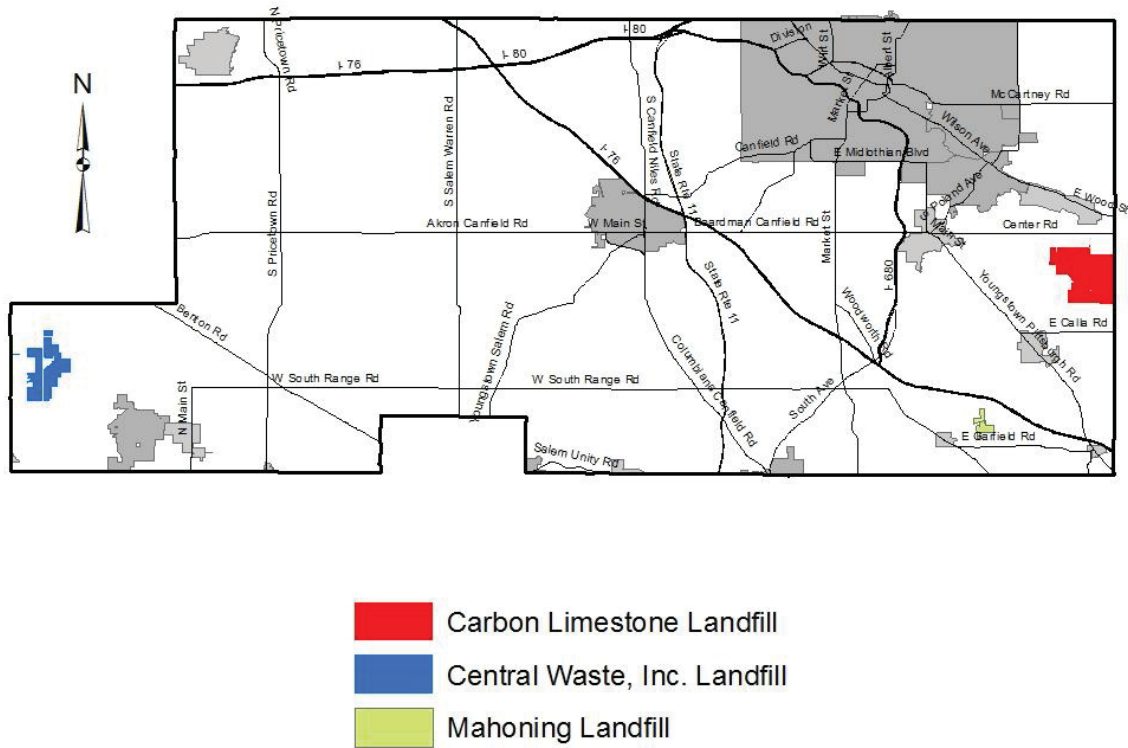 N Pricetown Rd
I- 80
I- 80
I- 76
Division
Wirt St
Albert St
N
Market St
McCartney Rd
Wilson Ave
S Salem Warren Rd
S Canfield Niles Rd
State Rte 11
Canfield Rd
E Midlothian Blvd
I- 76
S Poland Ave
E Wood St
S Pricetown Rd
Akron Canfield Rd
W Main St
Boardman Canfield Rd
S Main St
Center Rd
Market St
I- 680
State Rte 11
Youngstown Pittsburgh Rd
Benton Rd
Youngstown Salem Rd
Woodworth Rd
E Calla Rd
Columbiana Canfield Rd
W South Range Rd
W South Range Rd
South Ave
N Main St
E Garfield Rd
Salem Unity Rd
Carbon Limestone Landfill
Central Waste, Inc. Landfill
Mahoning Landfill